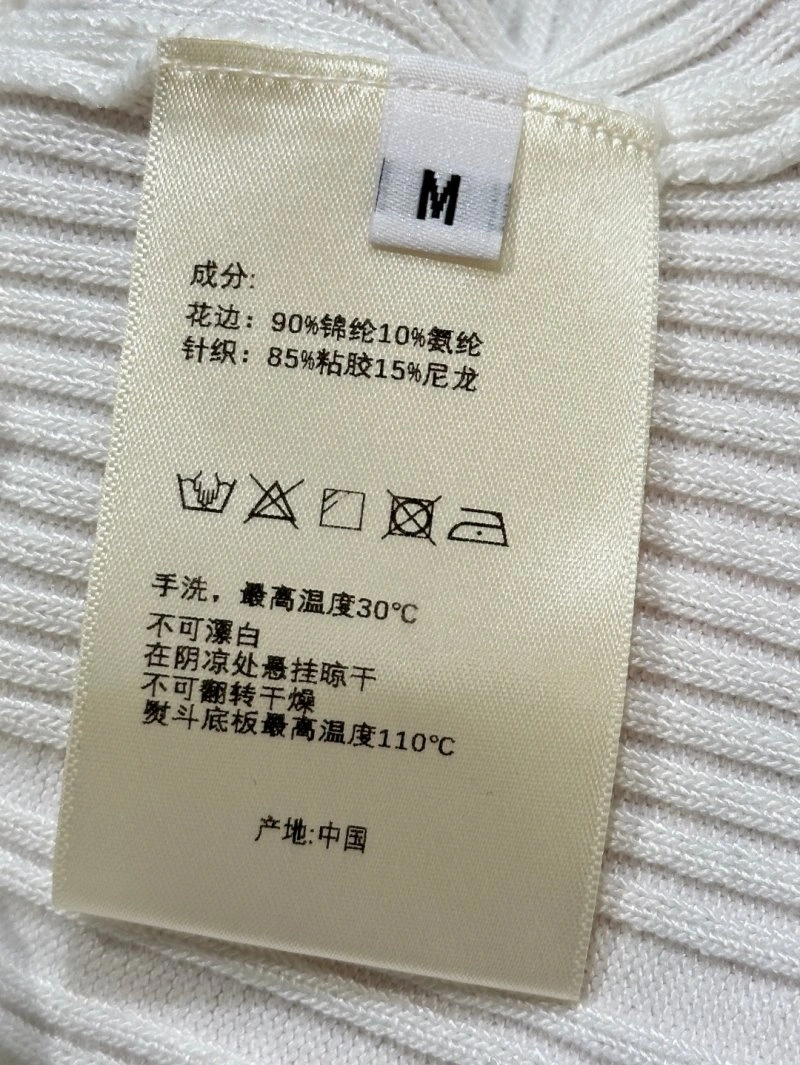 M
成分:
花边：90%锦纶10%氨纶
针织：85%粘胶15%尼龙
手洗，最高温度30℃
不可漂白
在阴凉处悬挂晾干
不可翻转干燥
熨斗底板最高温度110℃
产地:中国